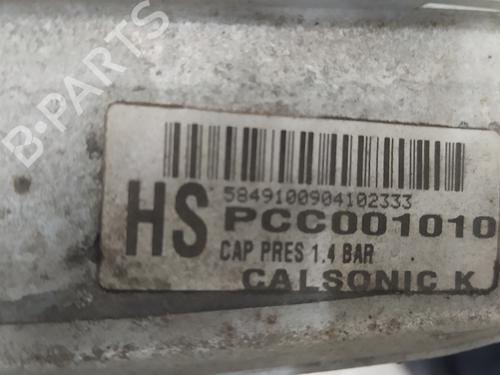 B-PARTS
5849100904102333
HS
PCC001010
CAP PRES 1.4 BAR
CALSONIC K